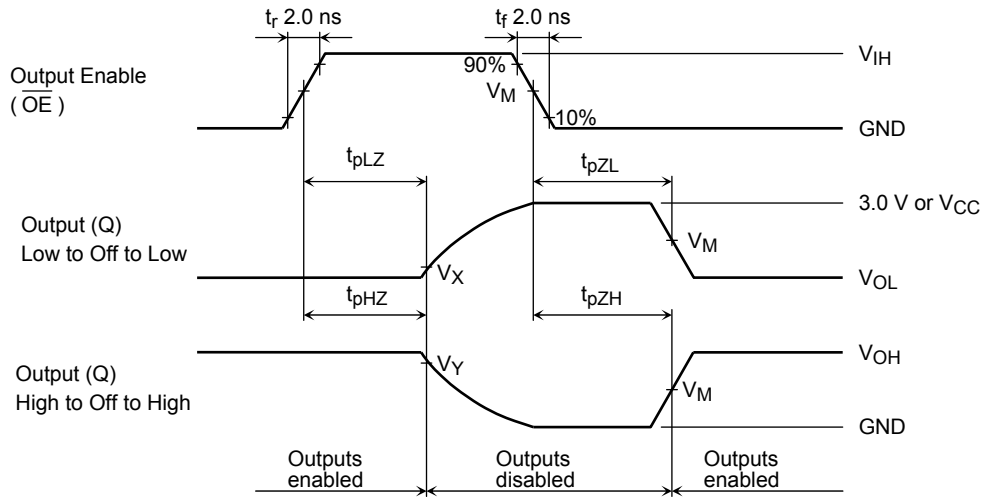 tr 2.0 ns
tf 2.0 ns
Output Enable
( OE )
90%
VM
10%
VIH
GND
tpLZ
tpZL
Output (Q)
Low to Off to Low
VX
VM
3.0 V or VCC
VOL
tpHZ
tpZH
Output (Q)
High to Off to High
VY
VM
VOH
GND
Outputs
enabled
Outputs
disabled
Outputs
enabled